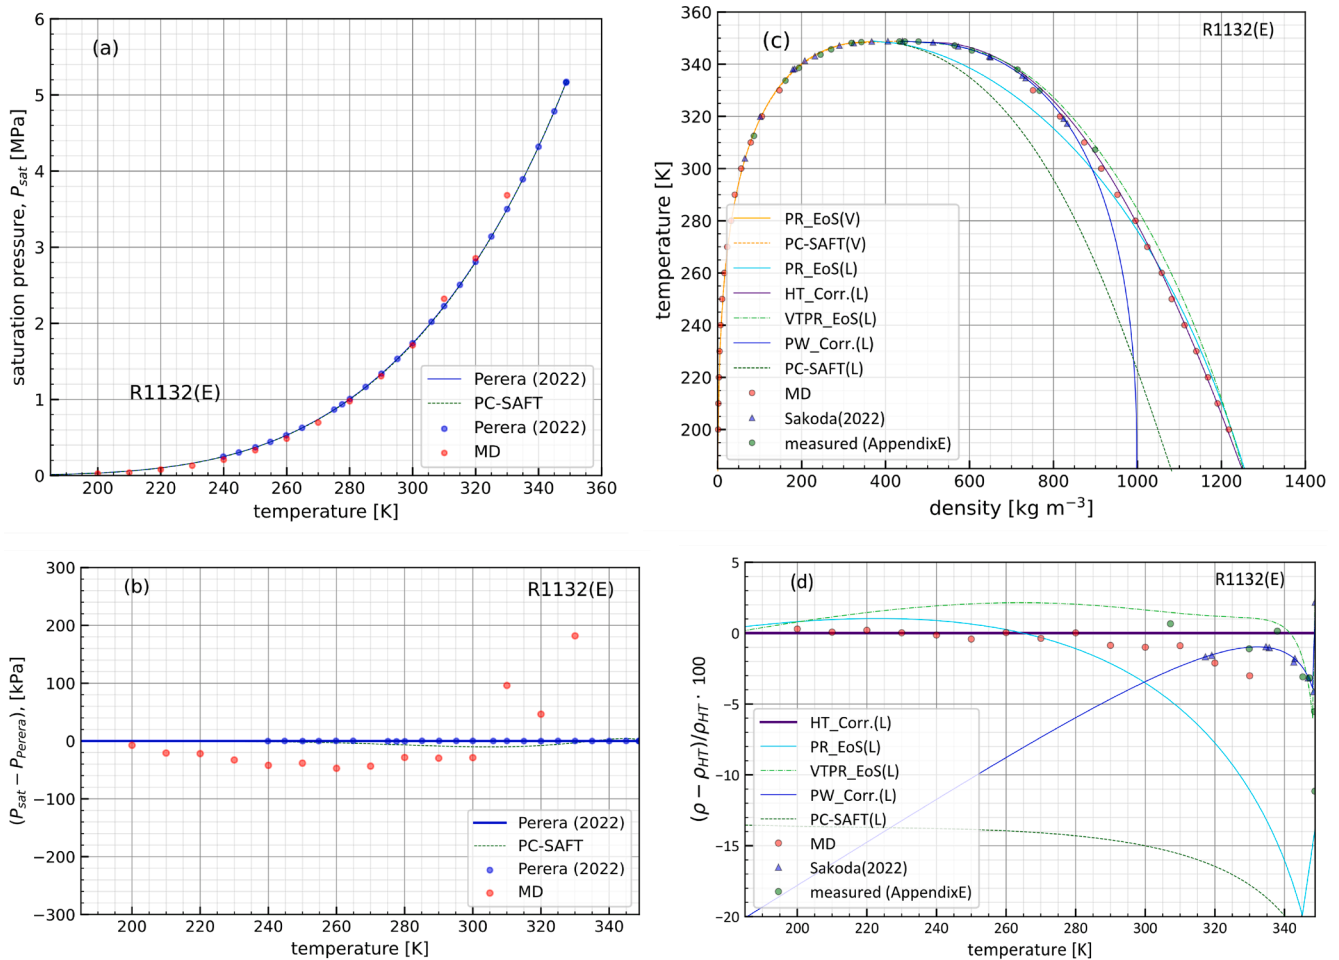 (a)
6
5
4
3
2
1
0
saturation pressure, P_sat [MPa]
R1132(E)
Perera (2022)
PC-SAFT
Perera (2022)
MD
200 220 240 260 280 300 320 340 360
temperature [K]
(c)
R1132(E)
360
340
320
300
280
260
240
220
200
temperature [K]
PR_EoS(V)
PC-SAFT(V)
PR_EoS(L)
HT_Corr.(L)
VTPR_EoS(L)
PW_Corr.(L)
PC-SAFT(L)
MD
Sakoda(2022)
measured (AppendixE)
0 200 400 600 800 1000 1200 1400
density [kg m⁻³]
(b)
R1132(E)
300
200
100
0
−100
−200
−300
(P_sat − P_Perera), [kPa]
Perera (2022)
PC-SAFT
Perera (2022)
MD
200 220 240 260 280 300 320 340
temperature [K]
(d)
R1132(E)
5
0
−5
−10
−15
−20
(ρ − ρ_HT)/ρ_HT · 100
HT_Corr.(L)
PR_EoS(L)
VTPR_EoS(L)
PW_Corr.(L)
PC-SAFT(L)
MD
Sakoda(2022)
measured (AppendixE)
200 220 240 260 280 300 320 340
temperature [K]